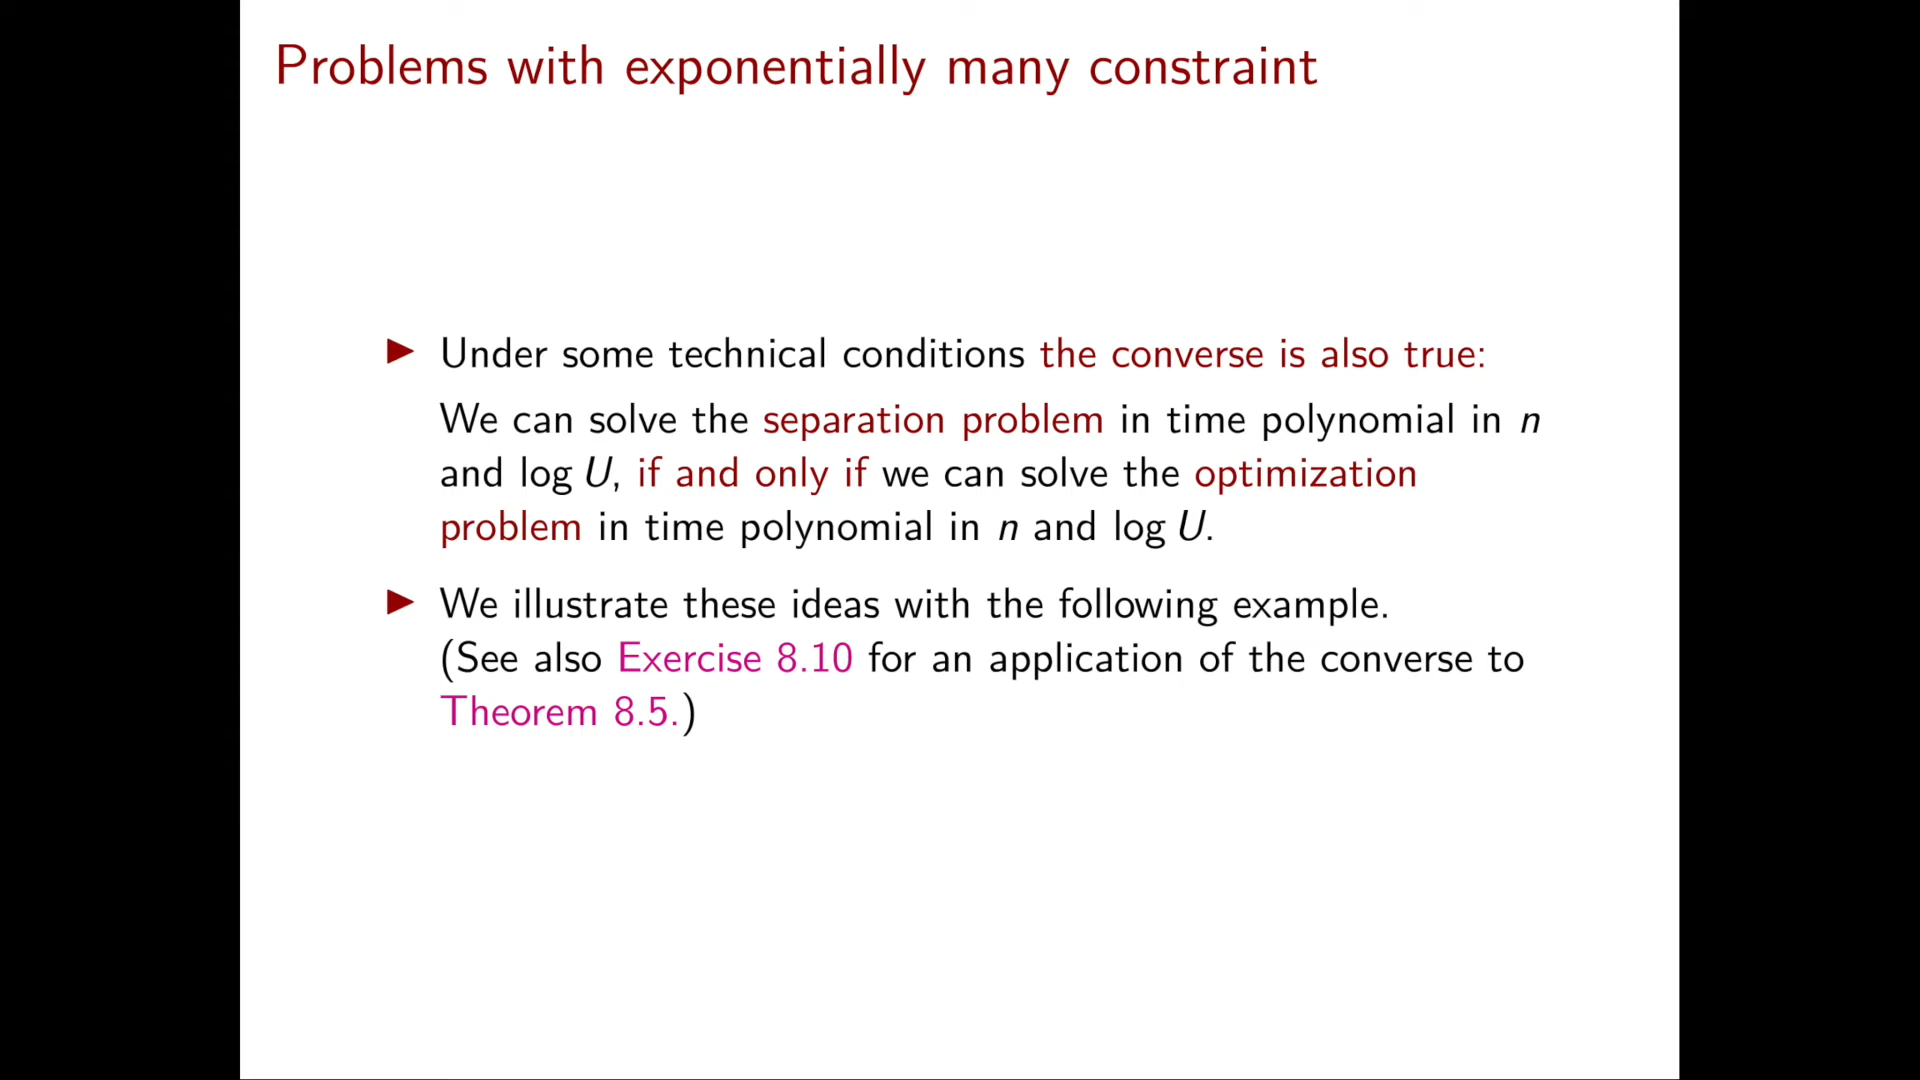 Problems with exponentially many constraint
▶ Under some technical conditions the converse is also true:
We can solve the separation problem in time polynomial in n
and log U, if and only if we can solve the optimization
problem in time polynomial in n and log U.
▶ We illustrate these ideas with the following example.
(See also Exercise 8.10 for an application of the converse to
Theorem 8.5.)